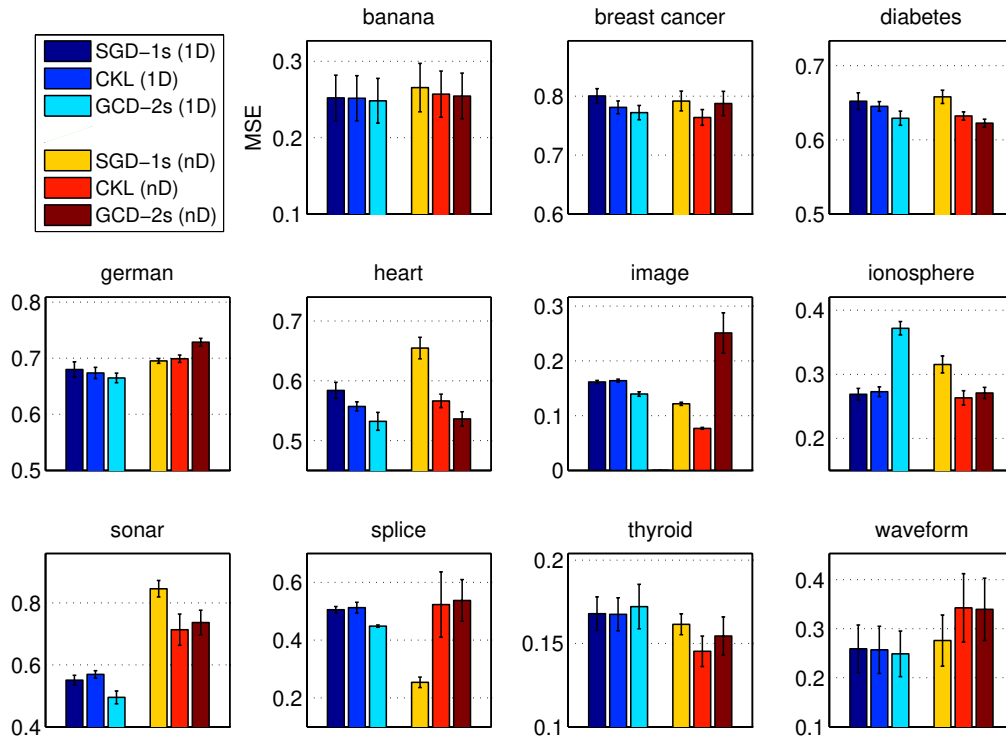 banana
breast cancer
diabetes
SGD−1s (1D)
CKL (1D)
GCD−2s (1D)
SGD−1s (nD)
CKL (nD)
GCD−2s (nD)
MSE
0.3
0.2
0.1
0.8
0.7
0.6
0.7
0.6
0.5
german
heart
image
ionosphere
0.8
0.7
0.6
0.5
0.7
0.6
0.5
0.3
0.2
0.1
0
0.4
0.3
0.2
sonar
splice
thyroid
waveform
0.8
0.6
0.4
0.6
0.4
0.2
0.2
0.15
0.1
0.4
0.3
0.2
0.1